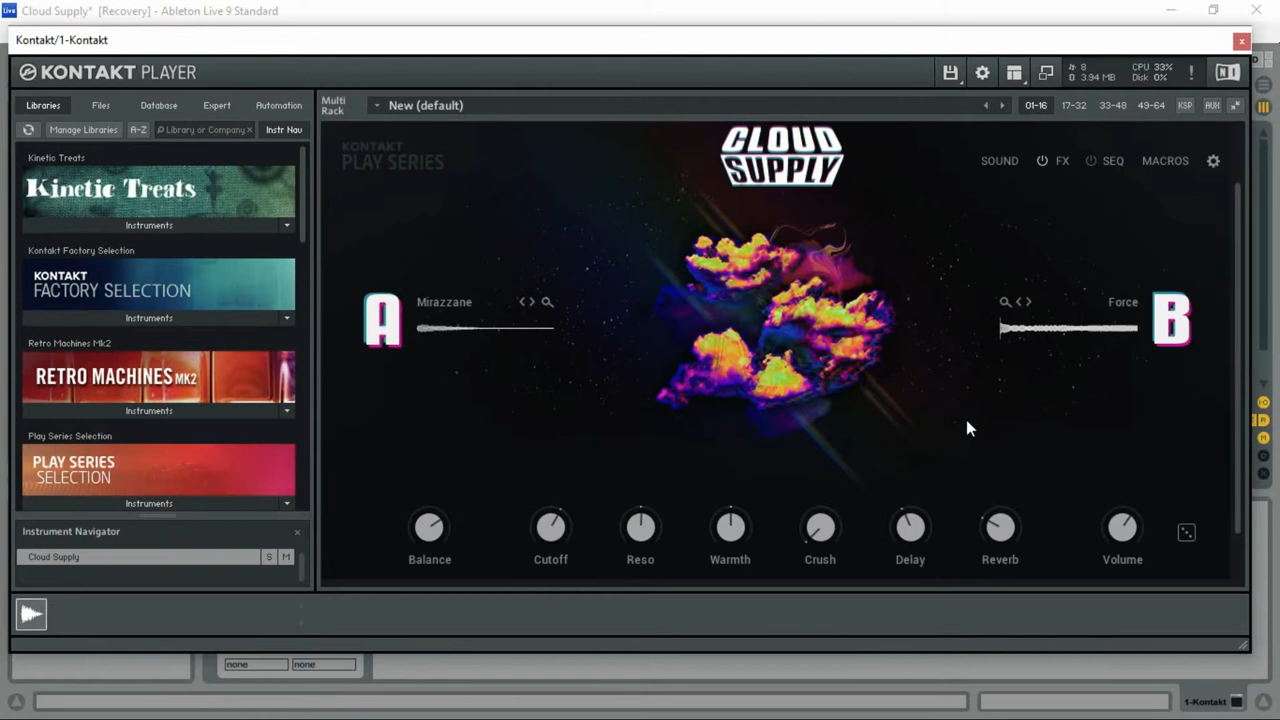 Live Cloud Supply* [Recovery] - Ableton Live 9 Standard
Kontakt/1-Kontakt
x
KONTAKT PLAYER
8
3.94 MB
CPU 33%
Disk 0%
!
Libraries Files Database Expert Automation
Multi
Rack
New (default)
01-16 17-32 33-48 49-64 KSP AUX
Manage Libraries A-Z Library or Company × Instr Nav
Kinetic Treats
Kinetic Treats
Instruments
Kontakt Factory Selection
KONTAKT
FACTORY SELECTION
Instruments
Retro Machines Mk2
RETRO MACHINES MK2
Instruments
Play Series Selection
PLAY SERIES
SELECTION
Instruments
Instrument Navigator ×
Cloud Supply S M
KONTAKT
PLAY SERIES
CLOUD
SUPPLY
SOUND FX SEQ MACROS
A
Mirazzane
Force
B
Balance Cutoff Reso Warmth Crush Delay Reverb Volume
none none
1-Kontakt